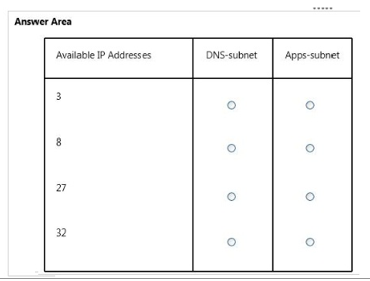 Answer Area
Available IP Addresses DNS-subnet Apps-subnet
3
8
27
32